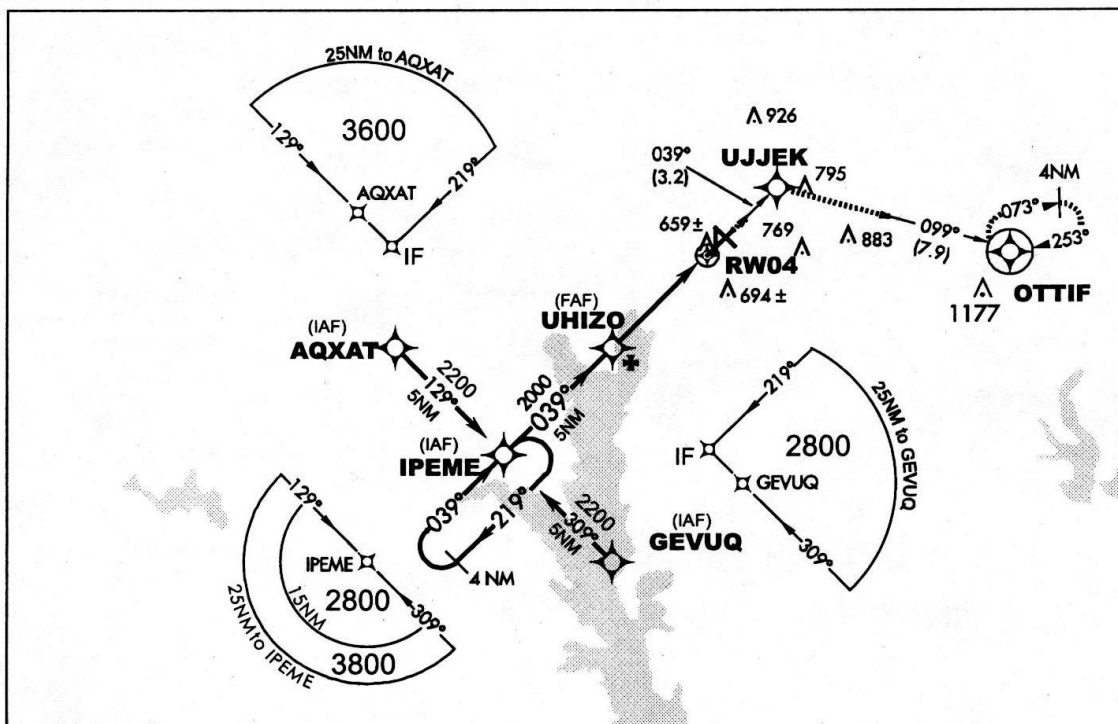 25NM to AQXAT
3600
129°
219°
AQXAT
IF
926
039°
(3.2)
UJJEK
795
4NM
659±
769
883
073°
099°
(7.9)
253°
RW04
694±
1177
OTTIF
(FAF)
UHIZO
(IAF)
AQXAT
2200
129°
5NM
2000
039°
5NM
(IAF)
IPEME
219°
25NM to GEVUQ
2800
IF
GEVUQ
309°
039°
219°
4 NM
2200
309°
5NM
(IAF)
GEVUQ
129°
IPEME
2800
15NM
309°
25NM to IPEME
3800